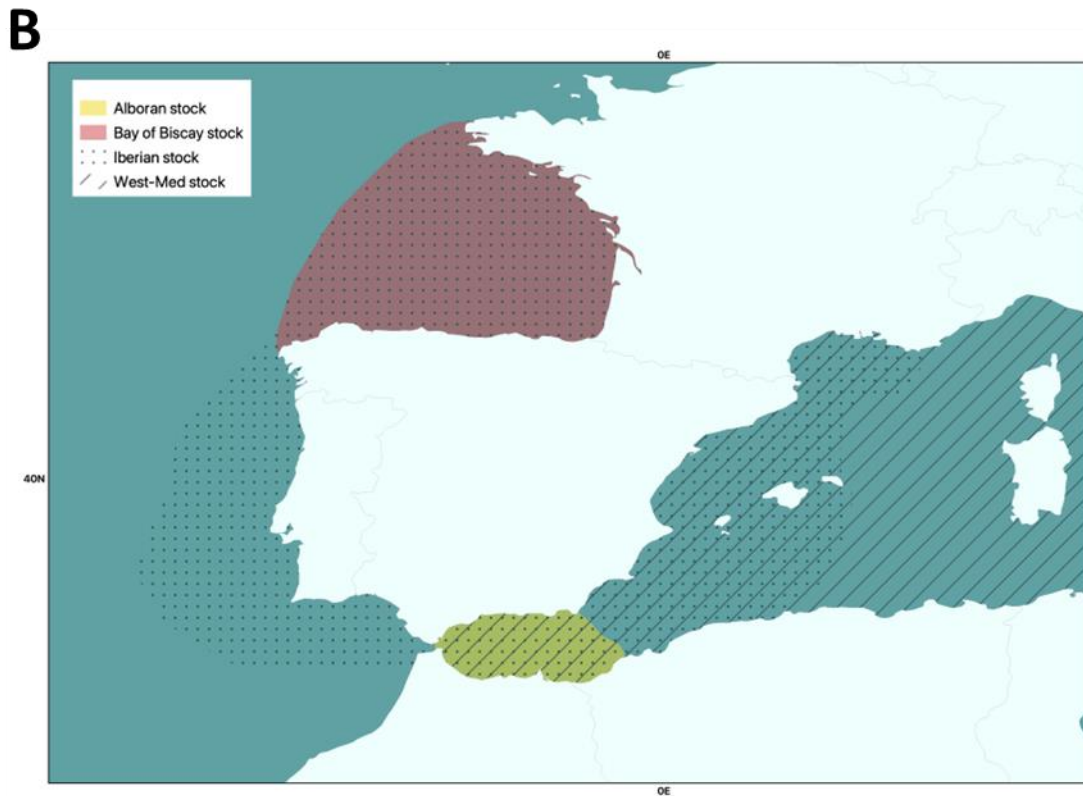 B
0E
Alboran stock
Bay of Biscay stock
Iberian stock
West-Med stock
40N
0E